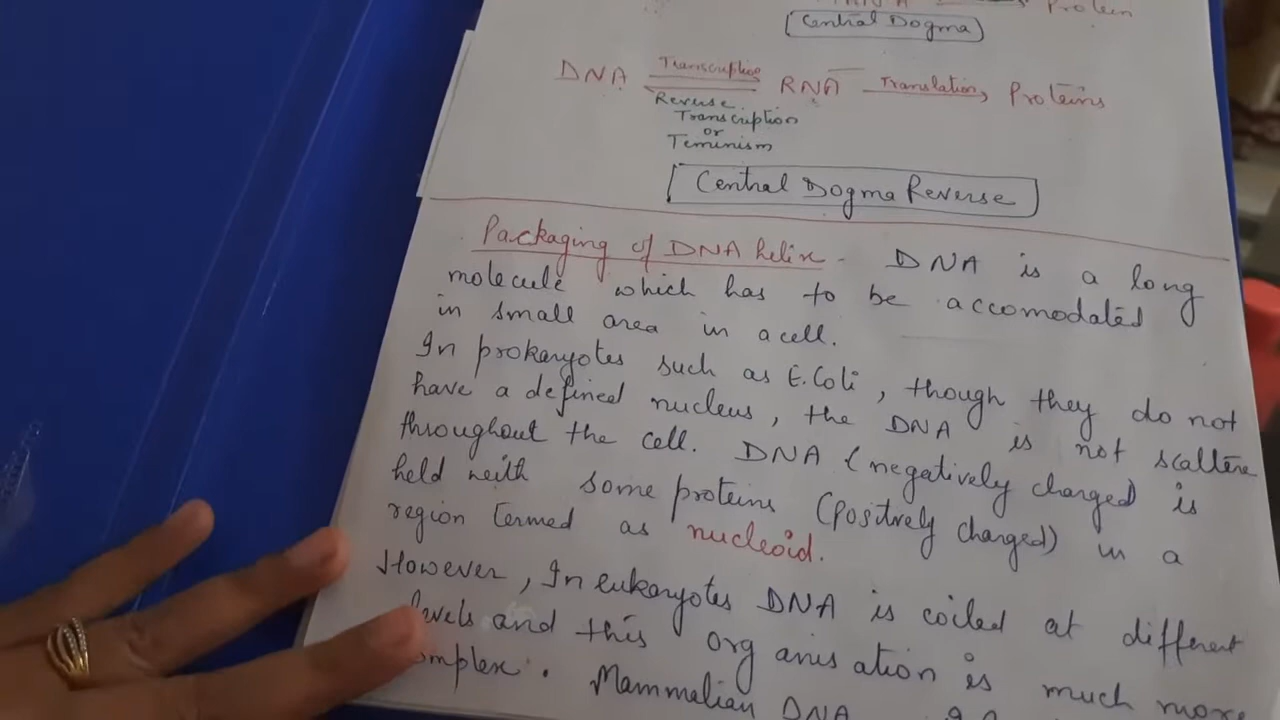 Protein
Central Dogma
DNA Transcription RNA Translation Proteins
Reverse
Transcription
or
Teminism
Central Dogma Reverse
Packaging of DNA helix - DNA is a long
molecule which has to be accomodated
in small area in a cell.
In prokaryotes such as E.Coli, though they do not
have a defined nucleus, the DNA is not scattere
throughout the cell. DNA (negatively charged) is
held with some proteins (positively charged) in a
region termed as nucleoid.
However, In eukaryotes DNA is coiled at different
levels and this organisation is much more
omplex. Mammalian DNA